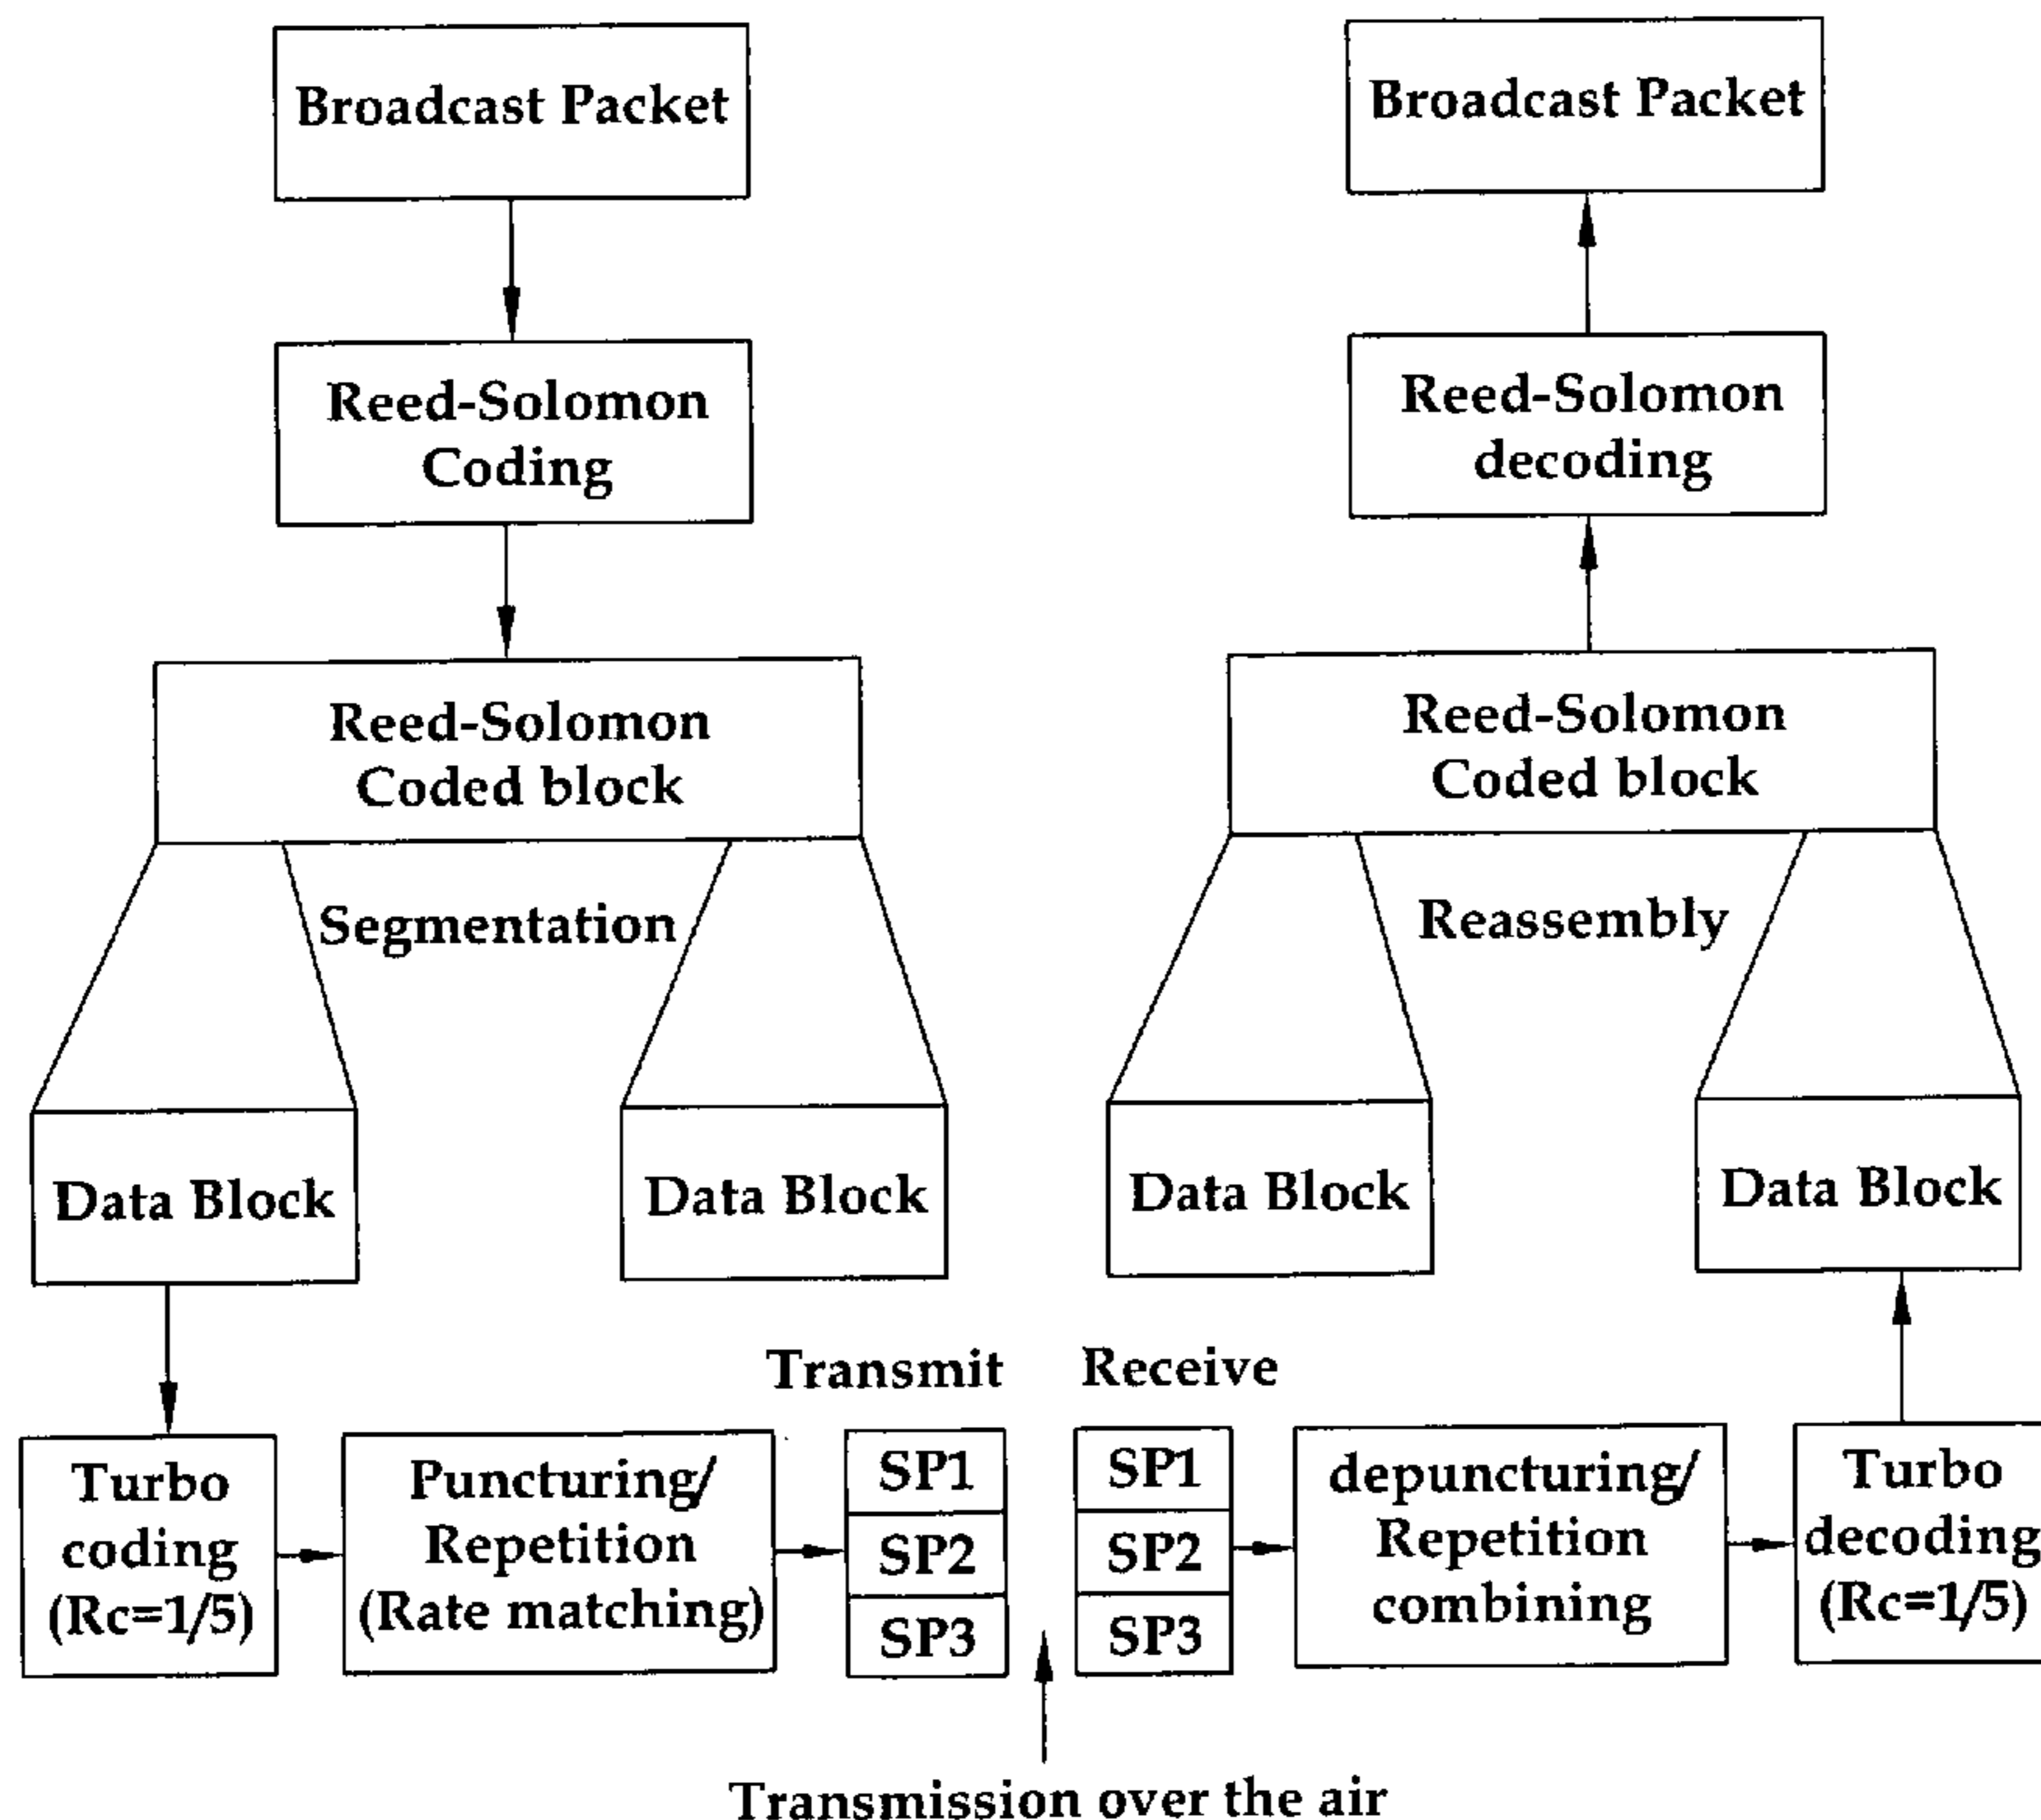 Broadcast Packet
Reed-Solomon
Coding
Reed-Solomon
Coded block
Segmentation
Data Block
Data Block
Turbo
coding
(Rc=1/5)
Puncturing/
Repetition
(Rate matching)
Transmit
SP1
SP2
SP3
Transmission over the air
Receive
SP1
SP2
SP3
depuncturing/
Repetition
combining
Turbo
decoding
(Rc=1/5)
Data Block
Data Block
Reassembly
Reed-Solomon
Coded block
Reed-Solomon
decoding
Broadcast Packet